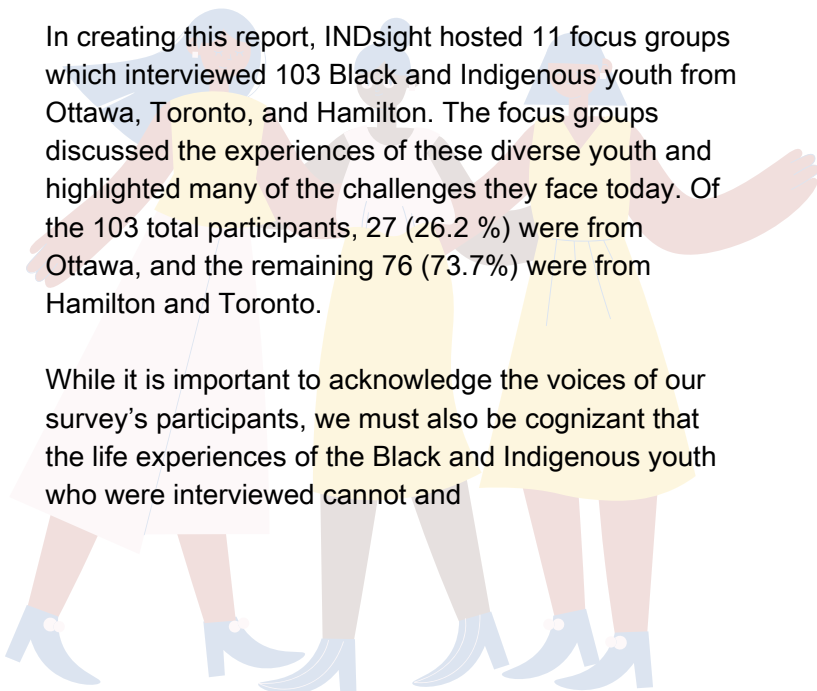 In creating this report, INDsight hosted 11 focus groups
which interviewed 103 Black and Indigenous youth from
Ottawa, Toronto, and Hamilton. The focus groups
discussed the experiences of these diverse youth and
highlighted many of the challenges they face today. Of
the 103 total participants, 27 (26.2 %) were from
Ottawa, and the remaining 76 (73.7%) were from
Hamilton and Toronto.
While it is important to acknowledge the voices of our
survey’s participants, we must also be cognizant that
the life experiences of the Black and Indigenous youth
who were interviewed cannot and